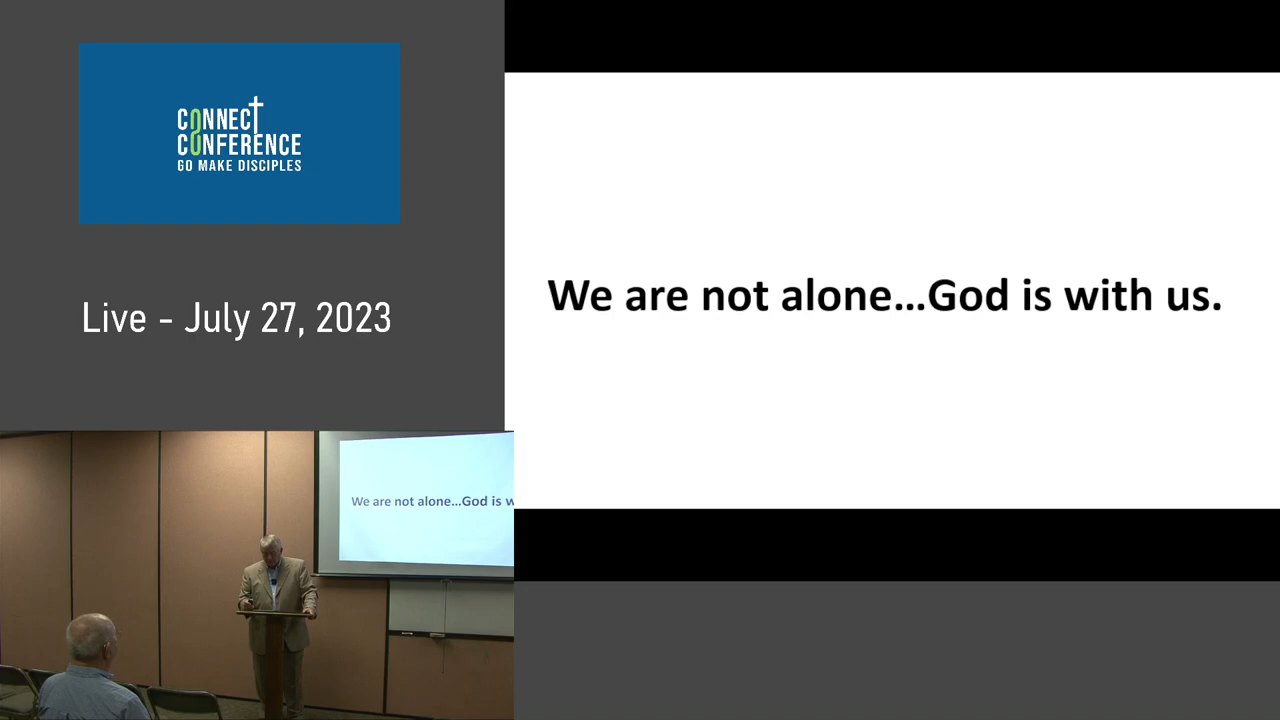 CONNECT
CONFERENCE
GO MAKE DISCIPLES
Live - July 27, 2023
We are not alone...God is with us.
We are not alone...God is w